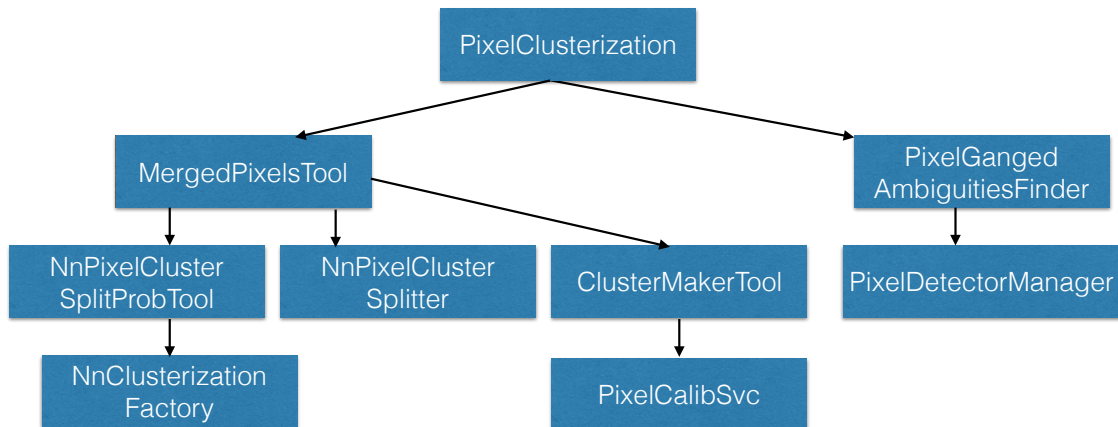 PixelClusterization
MergedPixelsTool
PixelGanged
AmbiguitiesFinder
NnPixelCluster
SplitProbTool
NnPixelCluster
Splitter
ClusterMakerTool
PixelDetectorManager
NnClusterization
Factory
PixelCalibSvc